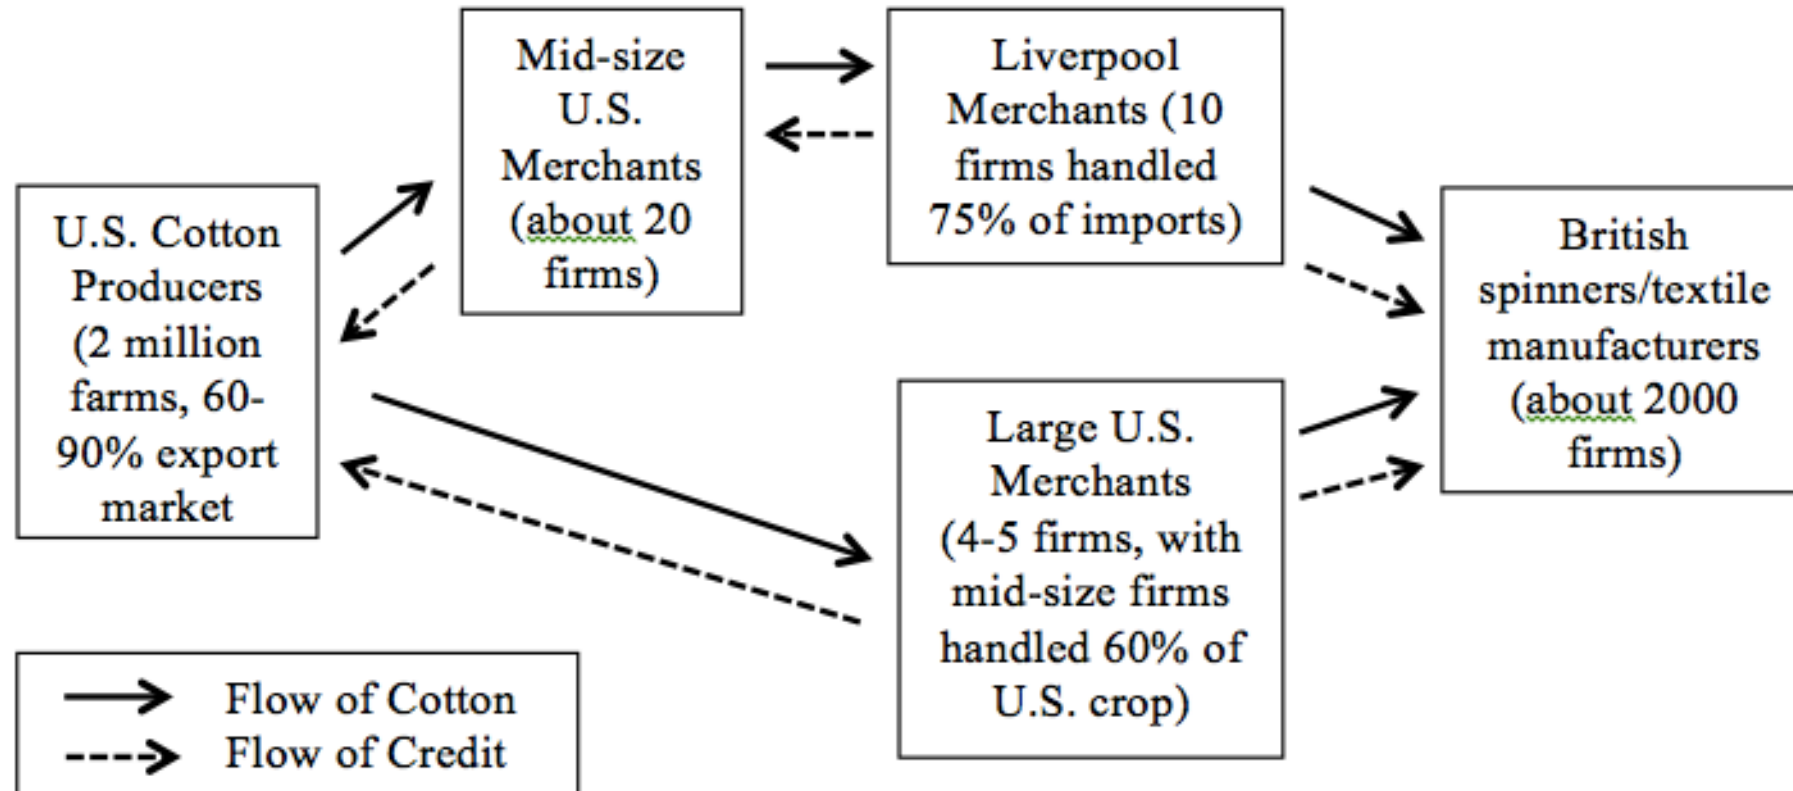 Mid-size
U.S.
Merchants
(about 20
firms)
Liverpool
Merchants (10
firms handled
75% of imports)
U.S. Cotton
Producers
(2 million
farms, 60-
90% export
market
British
spinners/textile
manufacturers
(about 2000
firms)
Large U.S.
Merchants
(4-5 firms, with
mid-size firms
handled 60% of
U.S. crop)
Flow of Cotton
Flow of Credit